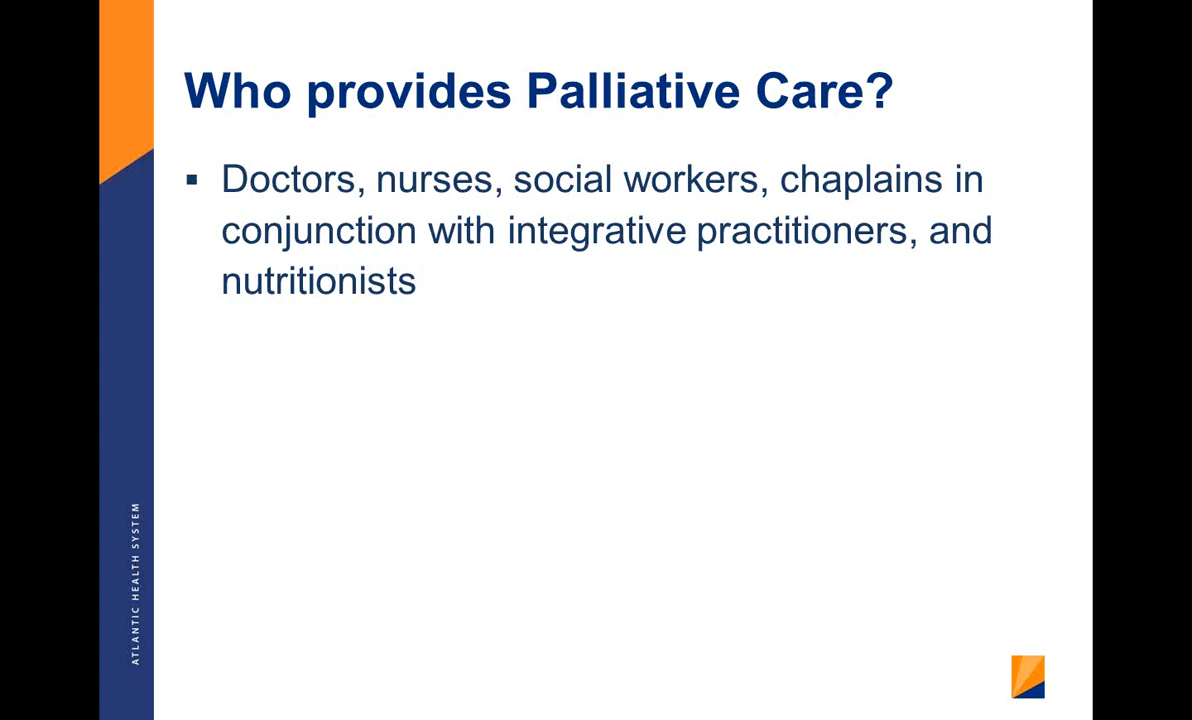 Who provides Palliative Care?
▪ Doctors, nurses, social workers, chaplains in
conjunction with integrative practitioners, and
nutritionists
ATLANTIC HEALTH SYSTEM